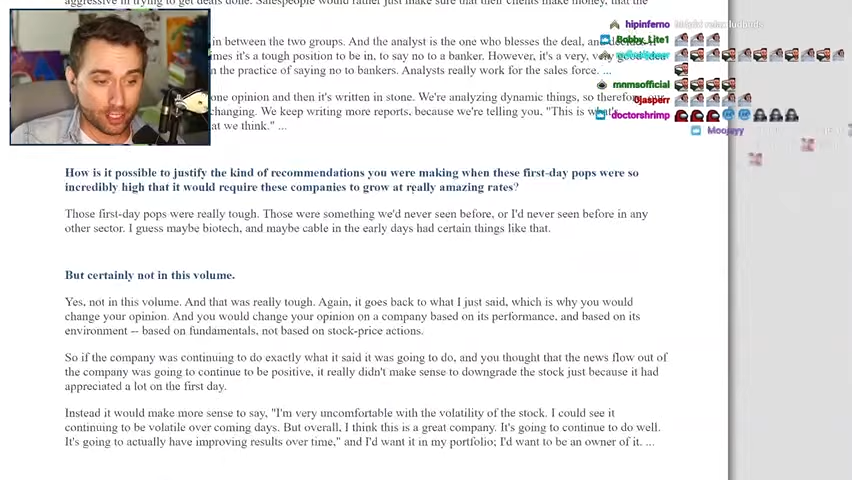 aggressive in trying to get deals done. Salespeople would rather just make sure that their clients make money, that the
in between the two groups. And the analyst is the one who blesses the deal, and
imes it's a tough position to be in, to say no to a banker. However, it's a very, very good idea
n the practice of saying no to bankers. Analysts really work for the sales force. ...
one opinion and then it's written in stone. We're analyzing dynamic things, so therefore
changing. We keep writing more reports, because we're telling you, "This is what's
at we think." ...
How is it possible to justify the kind of recommendations you were making when these first-day pops were so
incredibly high that it would require these companies to grow at really amazing rates?
Those first-day pops were really tough. Those were something we'd never seen before, or I'd never seen before in any
other sector. I guess maybe biotech, and maybe cable in the early days had certain things like that.
But certainly not in this volume.
Yes, not in this volume. And that was really tough. Again, it goes back to what I just said, which is why you would
change your opinion. And you would change your opinion on a company based on its performance, and based on its
environment -- based on fundamentals, not based on stock-price actions.
So if the company was continuing to do exactly what it said it was going to do, and you thought that the news flow out of
the company was going to continue to be positive, it really didn't make sense to downgrade the stock just because it had
appreciated a lot on the first day.
Instead it would make more sense to say, "I'm very uncomfortable with the volatility of the stock. I could see it
continuing to be volatile over coming days. But overall, I think this is a great company. It's going to continue to do well.
It's going to actually have improving results over time," and I'd want it in my portfolio; I'd want to be an owner of it. ...
hipinferno
Bobby_Lite1
mnmsofficial
0jasperr
doctorshrimp
Moojayy